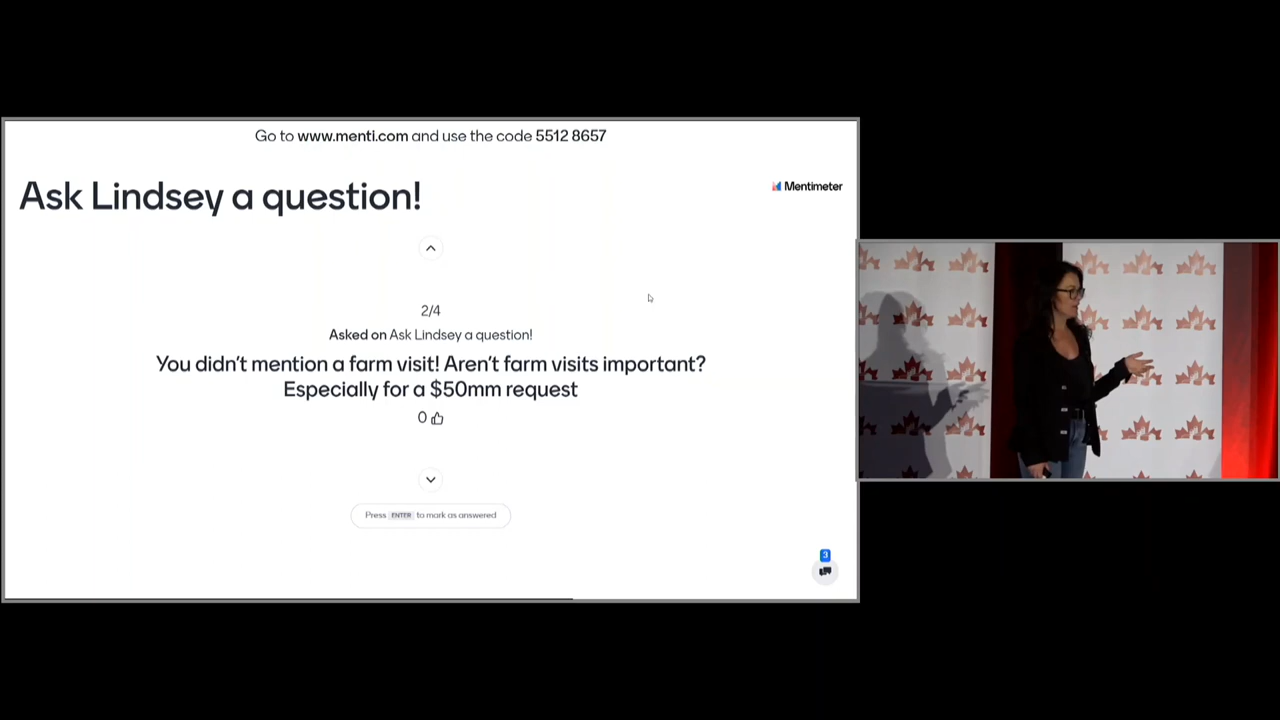 Go to www.menti.com and use the code 5512 8657
Ask Lindsey a question!
Mentimeter
2/4
Asked on Ask Lindsey a question!
You didn't mention a farm visit! Aren't farm visits important?
Especially for a $50mm request
0
Press ENTER to mark as answered
3